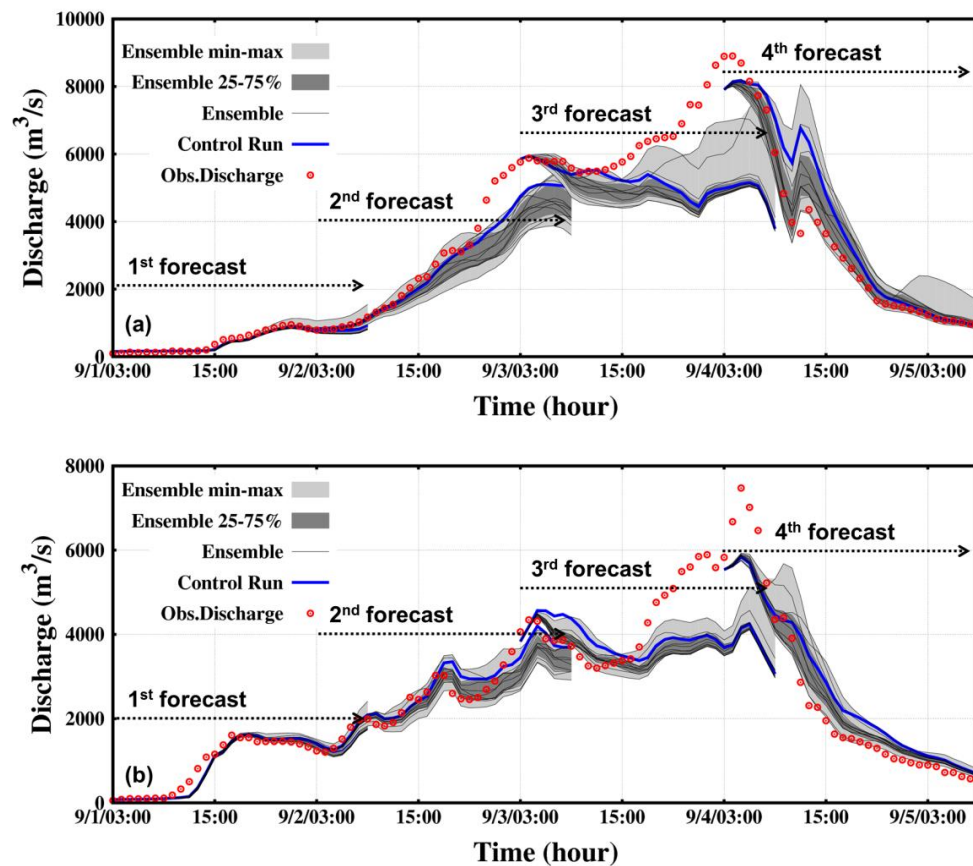 10000
8000
6000
4000
2000
0
Discharge (m³/s)
Ensemble min-max
Ensemble 25-75%
Ensemble
Control Run
Obs.Discharge
1st forecast
2nd forecast
3rd forecast
4th forecast
(a)
9/1/03:00 15:00 9/2/03:00 15:00 9/3/03:00 15:00 9/4/03:00 15:00 9/5/03:00
Time (hour)
8000
6000
4000
2000
0
Discharge (m³/s)
Ensemble min-max
Ensemble 25-75%
Ensemble
Control Run
Obs.Discharge
1st forecast
2nd forecast
3rd forecast
4th forecast
(b)
9/1/03:00 15:00 9/2/03:00 15:00 9/3/03:00 15:00 9/4/03:00 15:00 9/5/03:00
Time (hour)